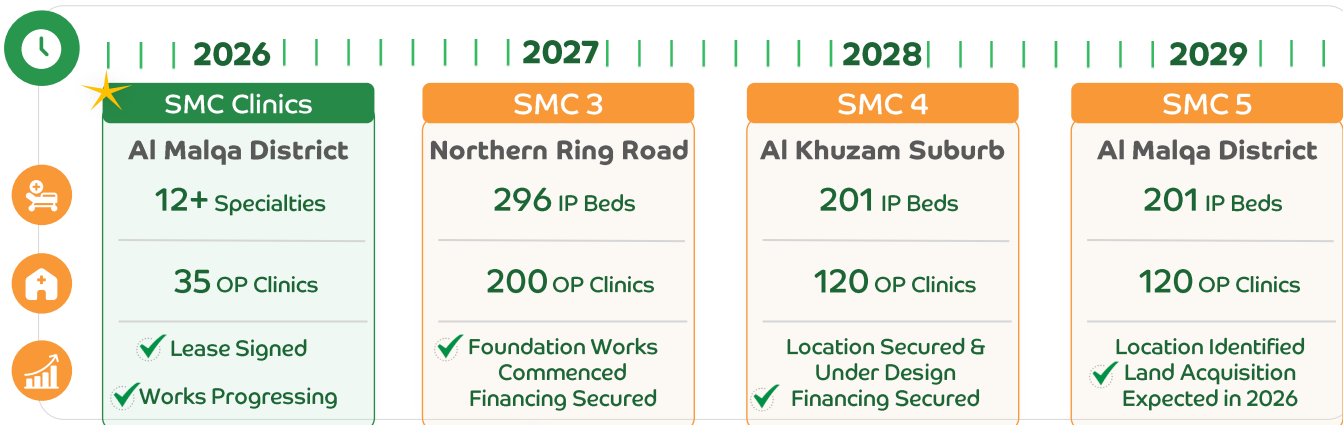 2026
2027
2028
2029
SMC Clinics
Al Malqa District
12+ Specialties
35 OP Clinics
Lease Signed
Works Progressing
SMC 3
Northern Ring Road
296 IP Beds
200 OP Clinics
Foundation Works
Commenced
Financing Secured
SMC 4
Al Khuzam Suburb
201 IP Beds
120 OP Clinics
Location Secured &
Under Design
Financing Secured
SMC 5
Al Malqa District
201 IP Beds
120 OP Clinics
Location Identified
Land Acquisition
Expected in 2026